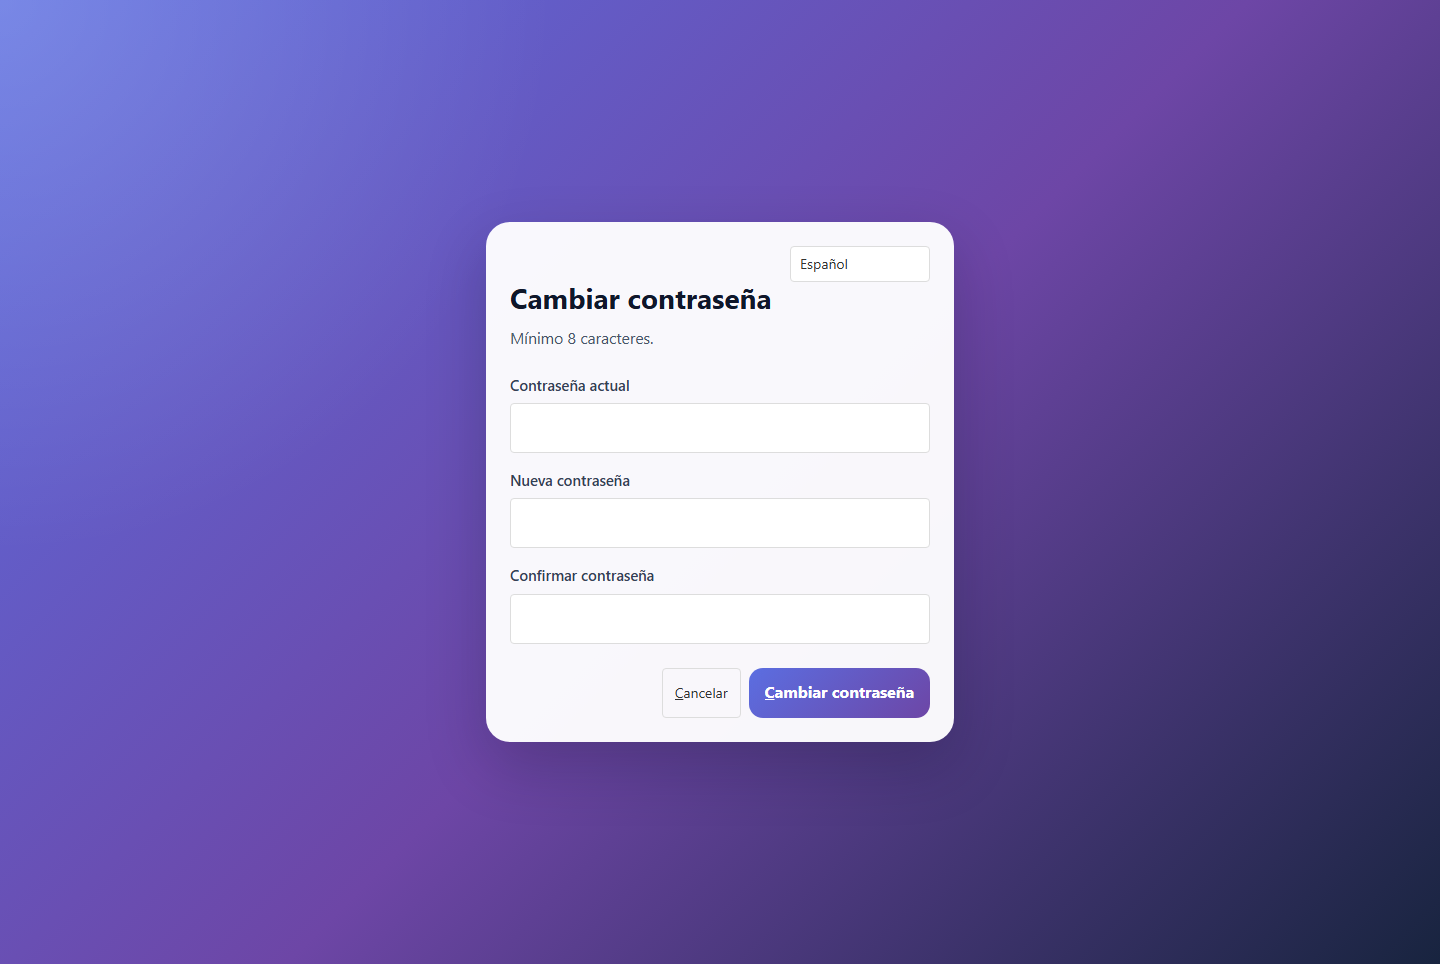 Español
Cambiar contraseña
Mínimo 8 caracteres.
Contraseña actual
Nueva contraseña
Confirmar contraseña
Cancelar
Cambiar contraseña